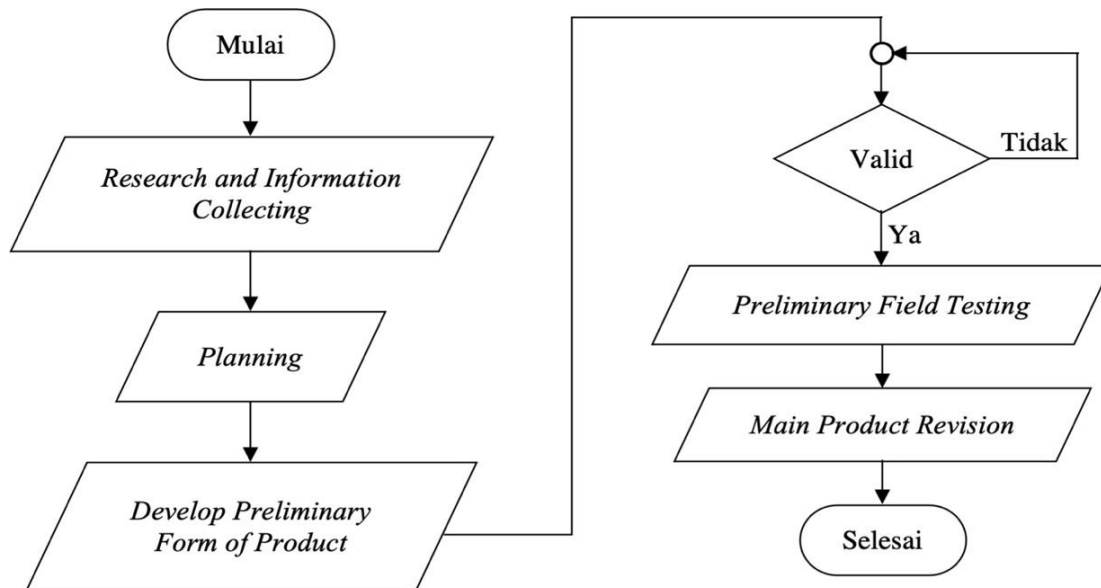 Mulai
Research and Information
Collecting
Planning
Develop Preliminary
Form of Product
Valid
Tidak
Ya
Preliminary Field Testing
Main Product Revision
Selesai